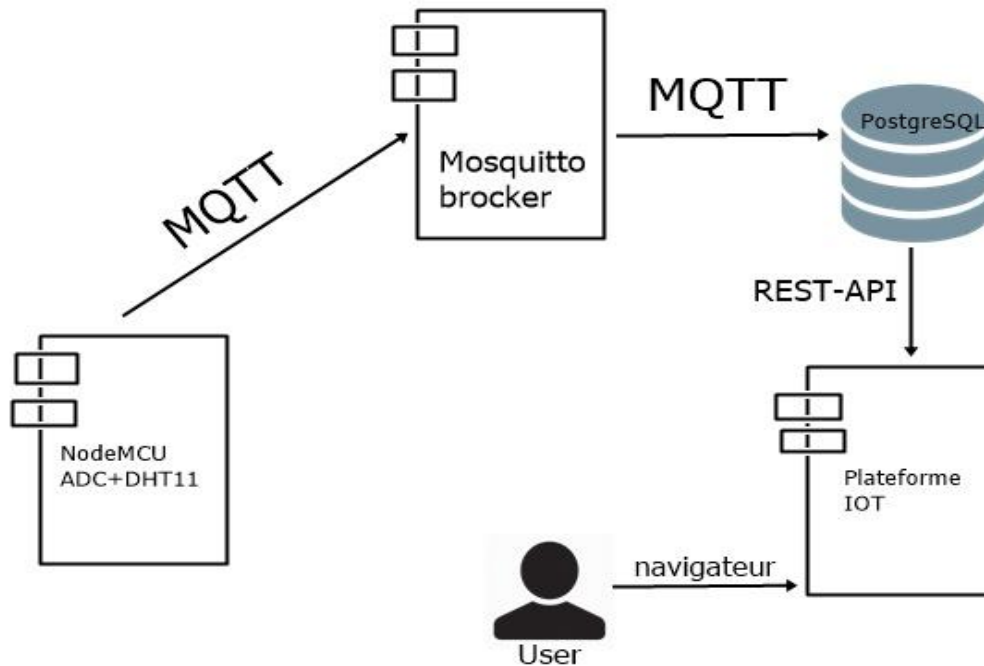 MQTT
PostgreSQL
Mosquitto
brocker
MQTT
REST-API
NodeMCU
ADC+DHT11
Plateforme
IOT
navigateur
User